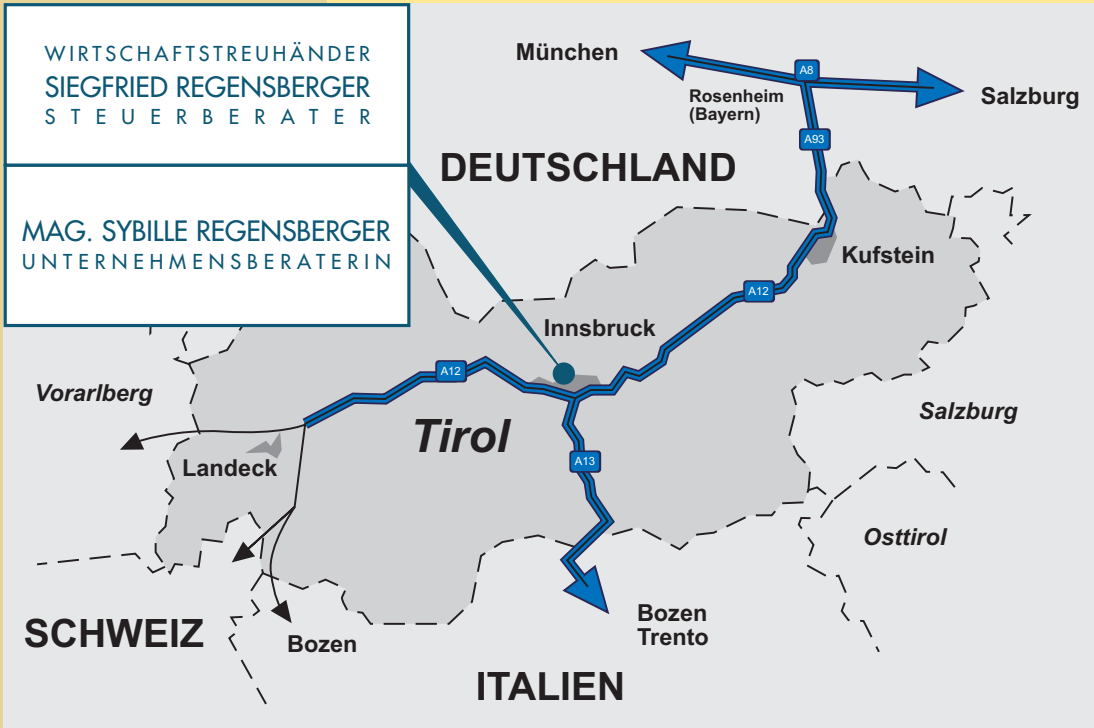 WIRTSCHAFTSTREUHÄNDER
SIEGFRIED REGENSBERGER
STEUERBERATER
MAG. SYBILLE REGENSBERGER
UNTERNEHMENSBERATERIN
München
A8
Rosenheim
(Bayern)
Salzburg
A93
DEUTSCHLAND
Kufstein
A12
Innsbruck
A12
Vorarlberg
Tirol
Salzburg
Landeck
A13
Osttirol
SCHWEIZ
Bozen
Bozen
Trento
ITALIEN